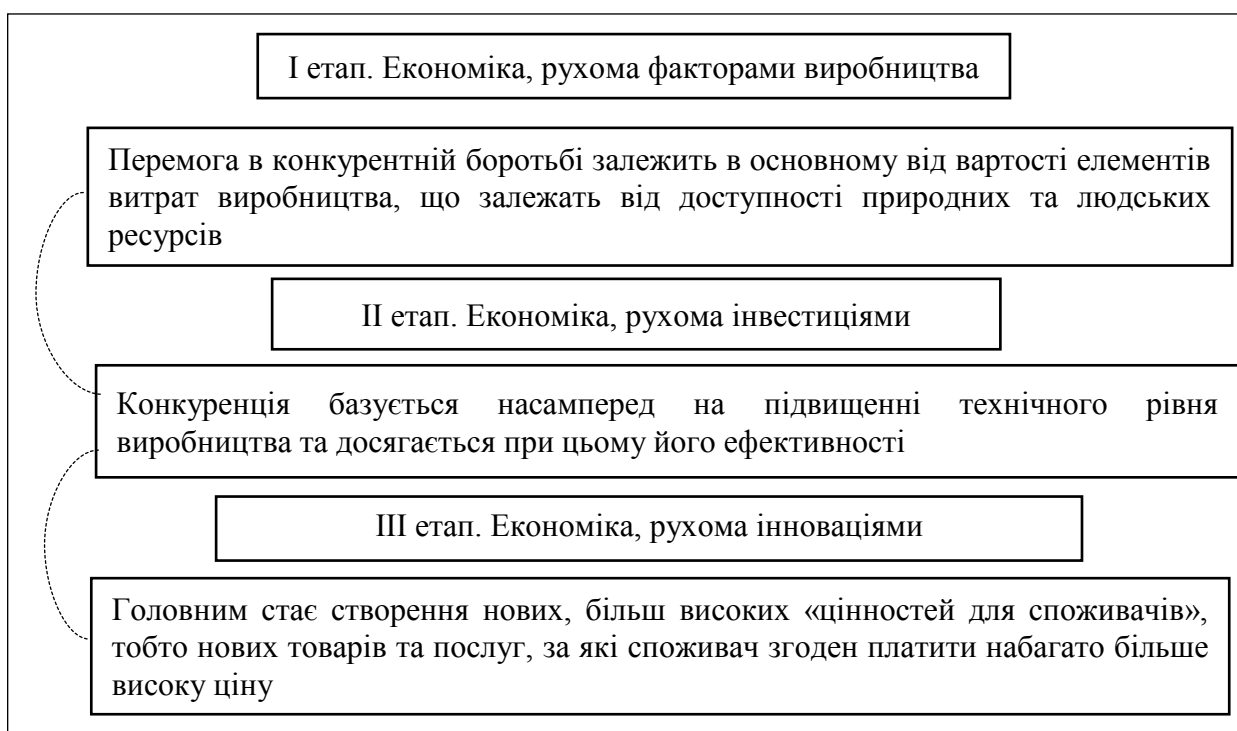 І етап. Економіка, рухома факторами виробництва
Перемога в конкурентній боротьбі залежить в основному від вартості елементів
витрат виробництва, що залежать від доступності природних та людських
ресурсів
ІІ етап. Економіка, рухома інвестиціями
Конкуренція базується насамперед на підвищенні технічного рівня
виробництва та досягається при цьому його ефективності
ІІІ етап. Економіка, рухома інноваціями
Головним стає створення нових, більш високих «цінностей для споживачів»,
тобто нових товарів та послуг, за які споживач згоден платити набагато більше
високу ціну